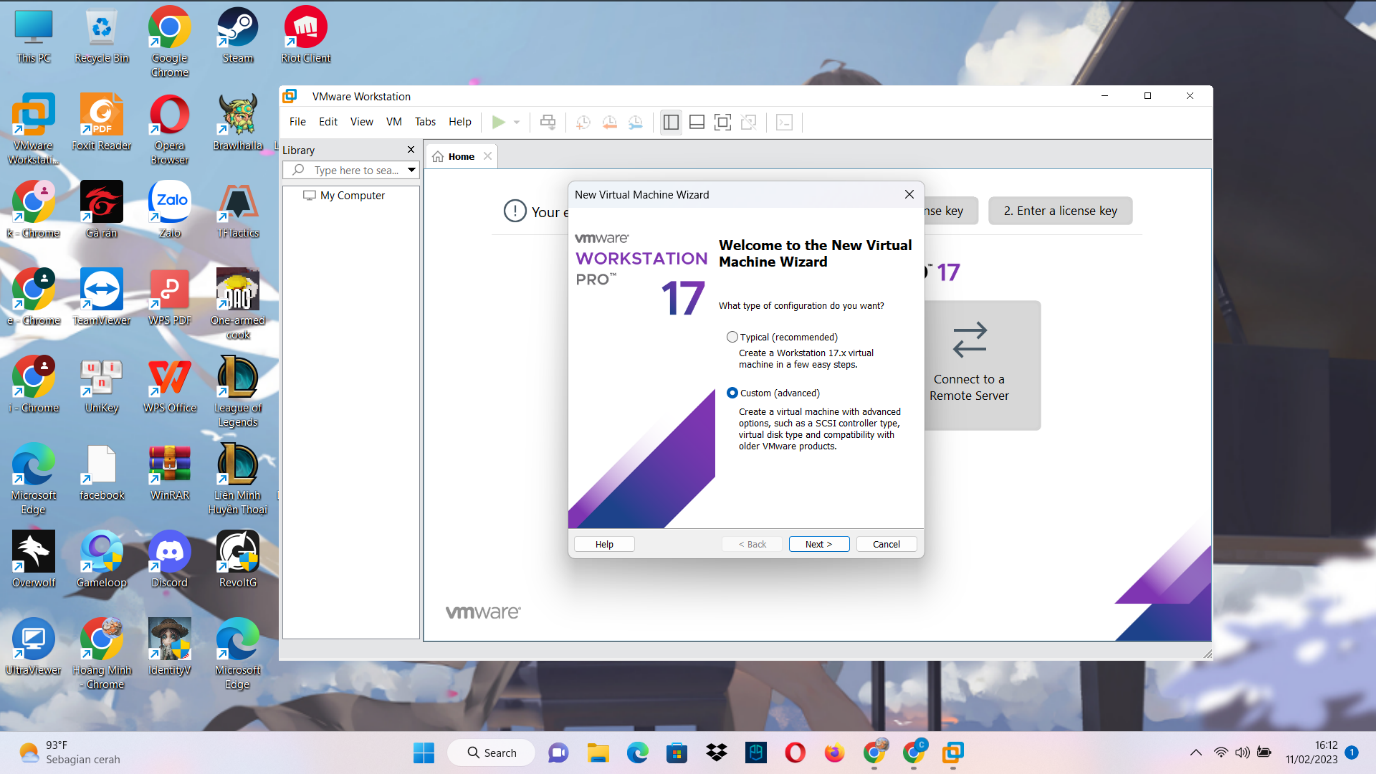 This PC
Recycle Bin
Google
Chrome
Steam
Riot Client
VMware
Workstati...
Foxit Reader
Opera
Browser
Brawlhalla
k - Chrome
Gà rán
Zalo
TFTactics
e - Chrome
TeamViewer
WPS PDF
One-armed
cook
i - Chrome
UniKey
WPS Office
League of
Legends
Microsoft
Edge
facebook
WinRAR
Liên Minh
Huyền Thoại
Overwolf
Gameloop
Discord
RevoltG
UltraViewer
Hoàng Minh
- Chrome
IdentityV
Microsoft
Edge
VMware Workstation
File Edit View VM Tabs Help
Library
Type here to sea...
My Computer
Home
Your e
nse key
2. Enter a license key
17
Connect to a
Remote Server
vmware
New Virtual Machine Wizard
vmware
WORKSTATION
PRO™
17
Welcome to the New Virtual
Machine Wizard
What type of configuration do you want?
Typical (recommended)
Create a Workstation 17.x virtual
machine in a few easy steps.
Custom (advanced)
Create a virtual machine with advanced
options, such as a SCSI controller type,
virtual disk type and compatibility with
older VMware products.
Help
< Back
Next >
Cancel
93°F
Sebagian cerah
Search
16:12
11/02/2023
1